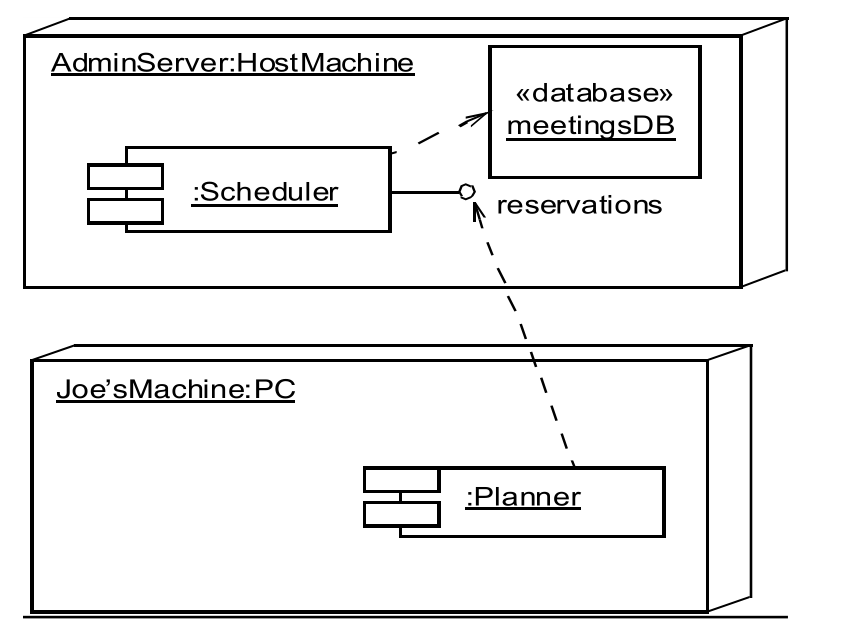 AdminServer:HostMachine
«database»
meetingsDB
:Scheduler
reservations
Joe’sMachine:PC
:Planner